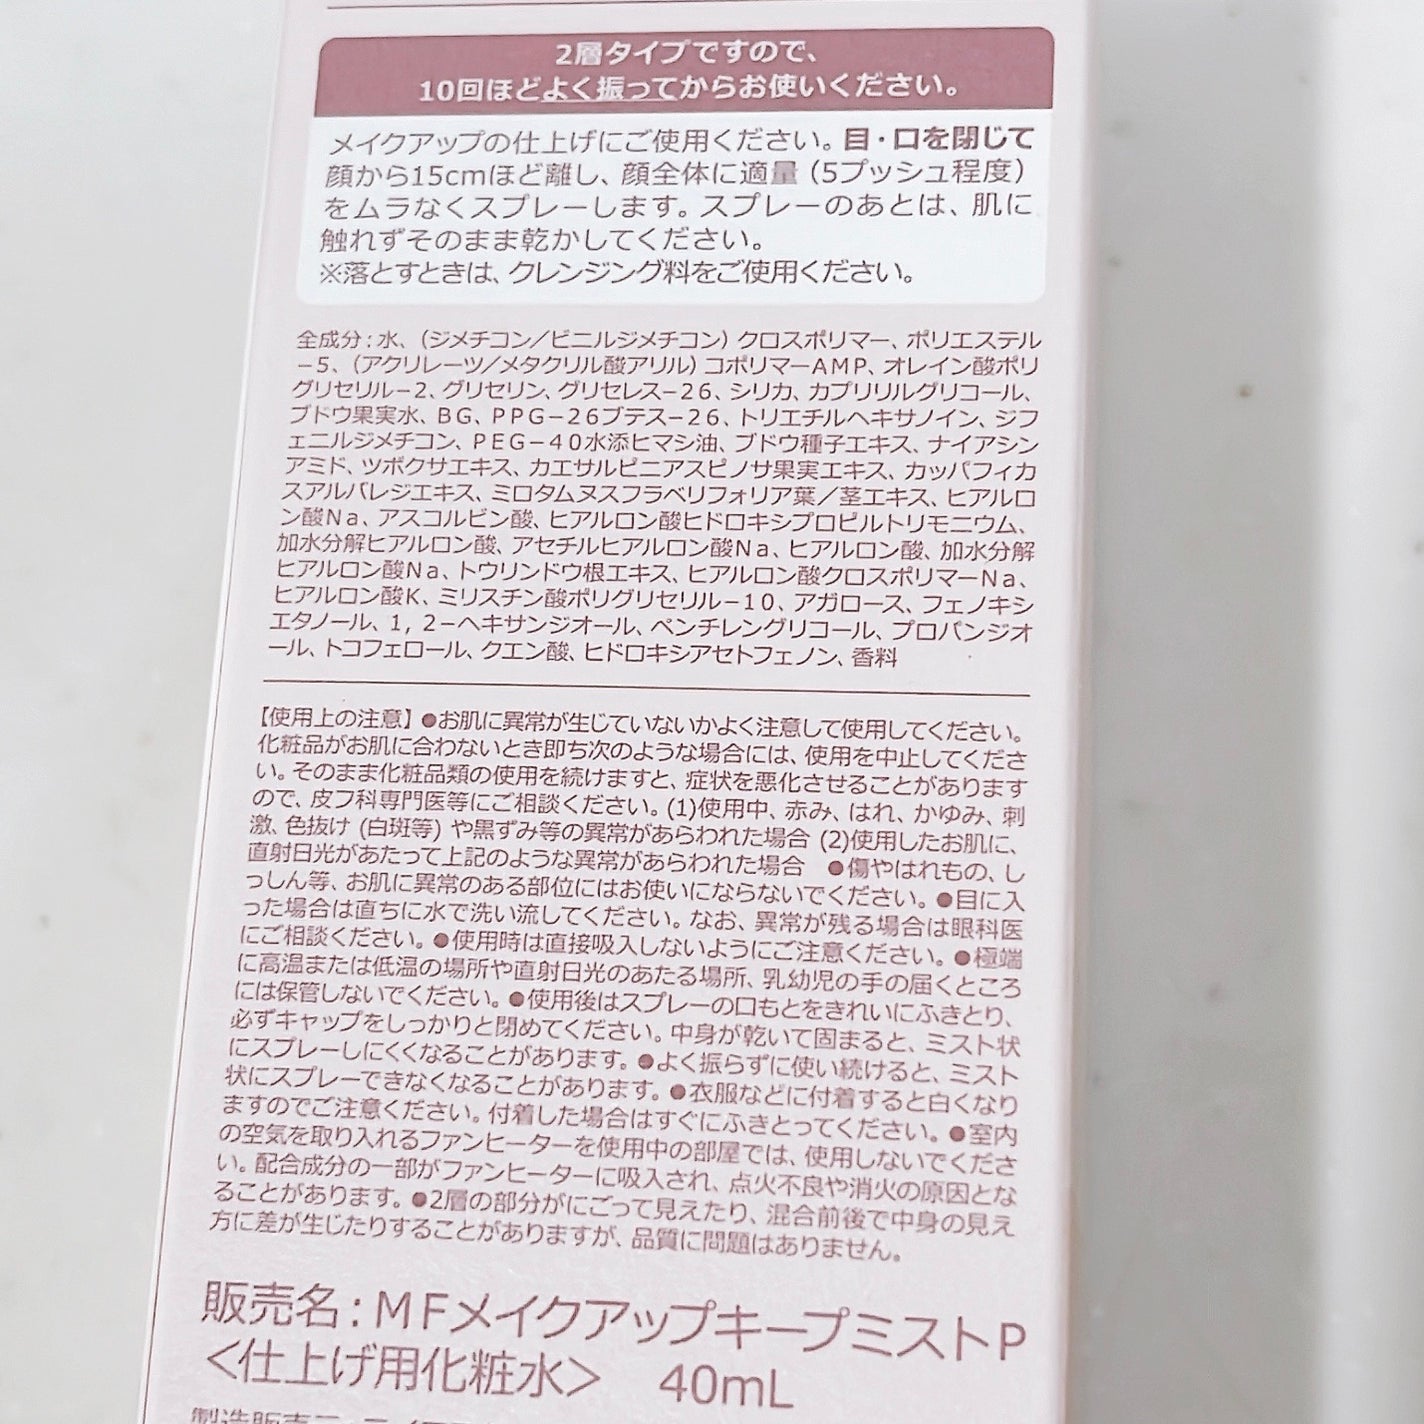 2層タイプですので、
10回ほどよく振ってからお使いください。
メイクアップの仕上げにご使用ください。目・口を閉じて
顔から15cmほど離し、顔全体に適量（5プッシュ程度）
をムラなくスプレーします。スプレーのあとは、肌に
触れずそのまま乾かしてください。
※落とすときは、クレンジング料をご使用ください。
全成分：水、（ジメチコン／ビニルジメチコン）クロスポリマー、ポリエステル
−5、（アクリレーツ／メタクリル酸アリル）コポリマーAMP、オレイン酸ポリ
グリセリル−2、グリセリン、グリセレス−26、シリカ、カプリリルグリコール、
ブドウ果実水、BG、PPG−26ブテス−26、トリエチルヘキサノイン、ジフ
ェニルジメチコン、PEG−40水添ヒマシ油、ブドウ種子エキス、ナイアシン
アミド、ツボクサエキス、カエサルピニアスピノサ果実エキス、カッパフィカ
スアルバレジエキス、ミロタムヌスフラベリフォリア葉／茎エキス、ヒアルロ
ン酸Na、アスコルビン酸、ヒアルロン酸ヒドロキシプロピルトリモニウム、
加水分解ヒアルロン酸、アセチルヒアルロン酸Na、ヒアルロン酸、加水分解
ヒアルロン酸Na、トウリンドウ根エキス、ヒアルロン酸クロスポリマーNa、
ヒアルロン酸K、ミリスチン酸ポリグリセリル−10、アガロース、フェノキシ
エタノール、1，2−ヘキサンジオール、ペンチレングリコール、プロパンジオ
ール、トコフェロール、クエン酸、ヒドロキシアセトフェノン、香料
【使用上の注意】●お肌に異常が生じていないかよく注意して使用してください。
化粧品がお肌に合わないとき即ち次のような場合には、使用を中止してくださ
い。そのまま化粧品類の使用を続けますと、症状を悪化させることがあります
ので、皮フ科専門医等にご相談ください。(1)使用中、赤み、はれ、かゆみ、刺
激、色抜け（白斑等）や黒ずみ等の異常があらわれた場合 (2)使用したお肌に、
直射日光があたって上記のような異常があらわれた場合　●傷やはれもの、し
っしん等、お肌に異常のある部位にはお使いにならないでください。●目に入
った場合は直ちに水で洗い流してください。なお、異常が残る場合は眼科医
にご相談ください。●使用時は直接吸入しないようにご注意ください。●極端
に高温または低温の場所や直射日光のあたる場所、乳幼児の手の届くところ
には保管しないでください。●使用後はスプレーの口もとをきれいにふきとり、
必ずキャップをしっかりと閉めてください。中身が乾いて固まると、ミスト状
にスプレーしにくくなることがあります。●よく振らずに使い続けると、ミスト
状にスプレーできなくなることがあります。●衣服などに付着すると白くなり
ますのでご注意ください。付着した場合はすぐにふきとってください。●室内
の空気を取り入れるファンヒーターを使用中の部屋では、使用しないでくださ
い。配合成分の一部がファンヒーターに吸入され、点火不良や消火の原因とな
ることがあります。●2層の部分がにごって見えたり、混合前後で中身の見え
方に差が生じたりすることがありますが、品質に問題はありません。
販売名：ＭＦメイクアップキープミストＰ
＜仕上げ用化粧水＞　40mL